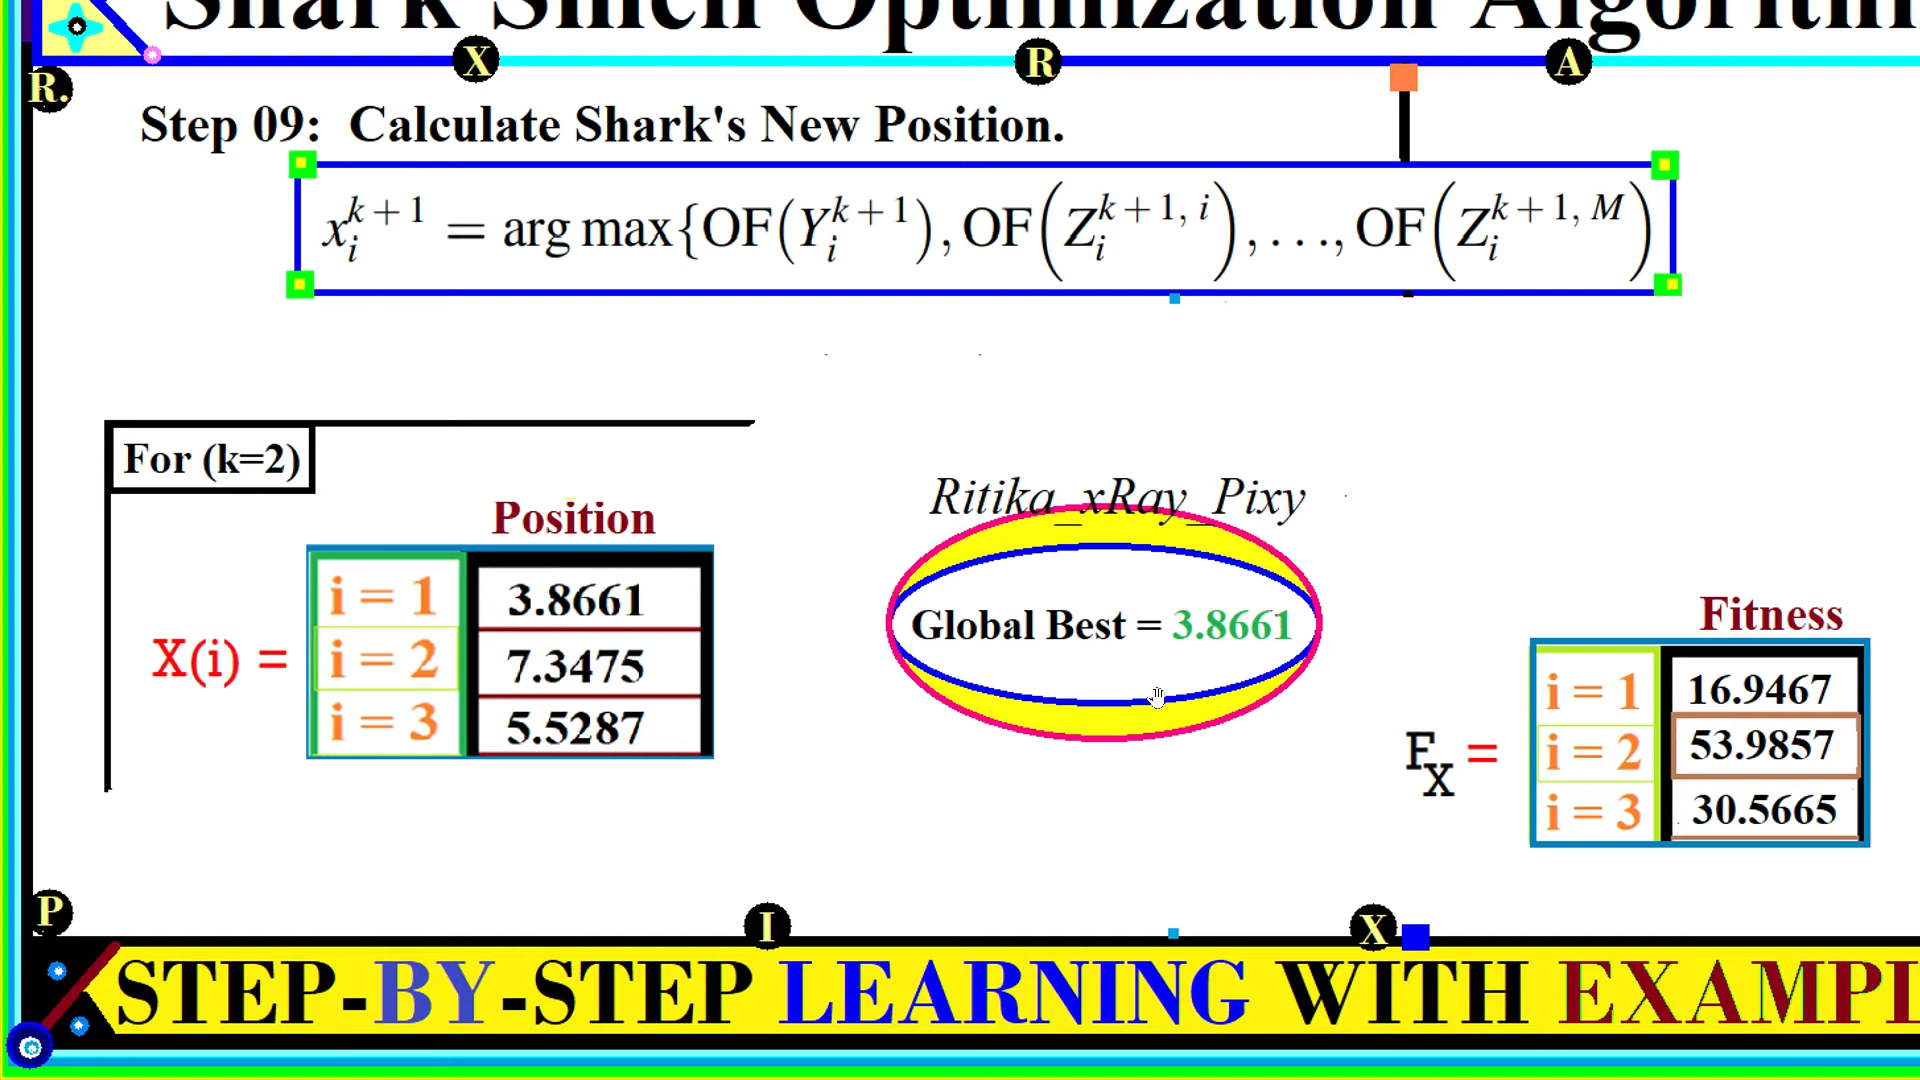 Shark Smell Optimization Algorithm
X R A
R.
Step 09: Calculate Shark's New Position.
x_i^{k+1} = arg max{OF(Y_i^{k+1}), OF(Z_i^{k+1, i}), . . ., OF(Z_i^{k+1, M})
For (k=2)
Position
X(i) =
i = 1 3.8661
i = 2 7.3475
i = 3 5.5287
Ritika_xRay_Pixy
Global Best = 3.8661
Fitness
F_X =
i = 1 16.9467
i = 2 53.9857
i = 3 30.5665
P I X
STEP-BY-STEP LEARNING WITH EXAMPL